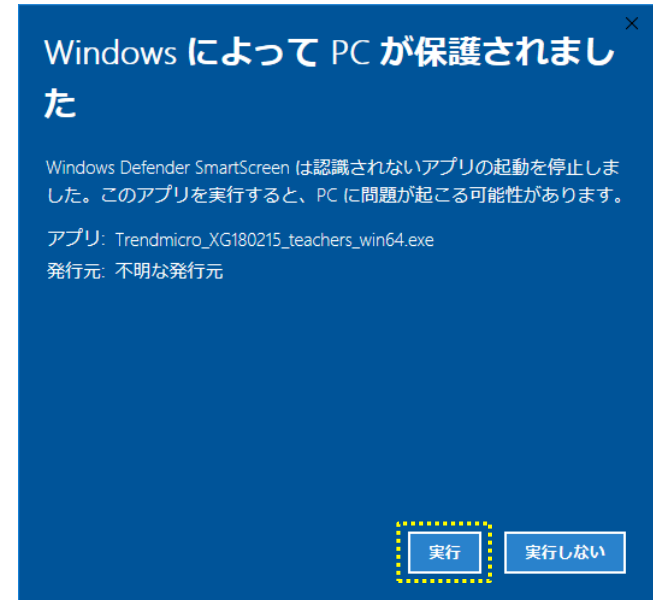 Windows によって PC が保護されまし
た
Windows Defender SmartScreen は認識されないアプリの起動を停止しま
した。このアプリを実行すると、PC に問題が起こる可能性があります。
アプリ: Trendmicro_XG180215_teachers_win64.exe
発行元: 不明な発行元
実行 実行しない